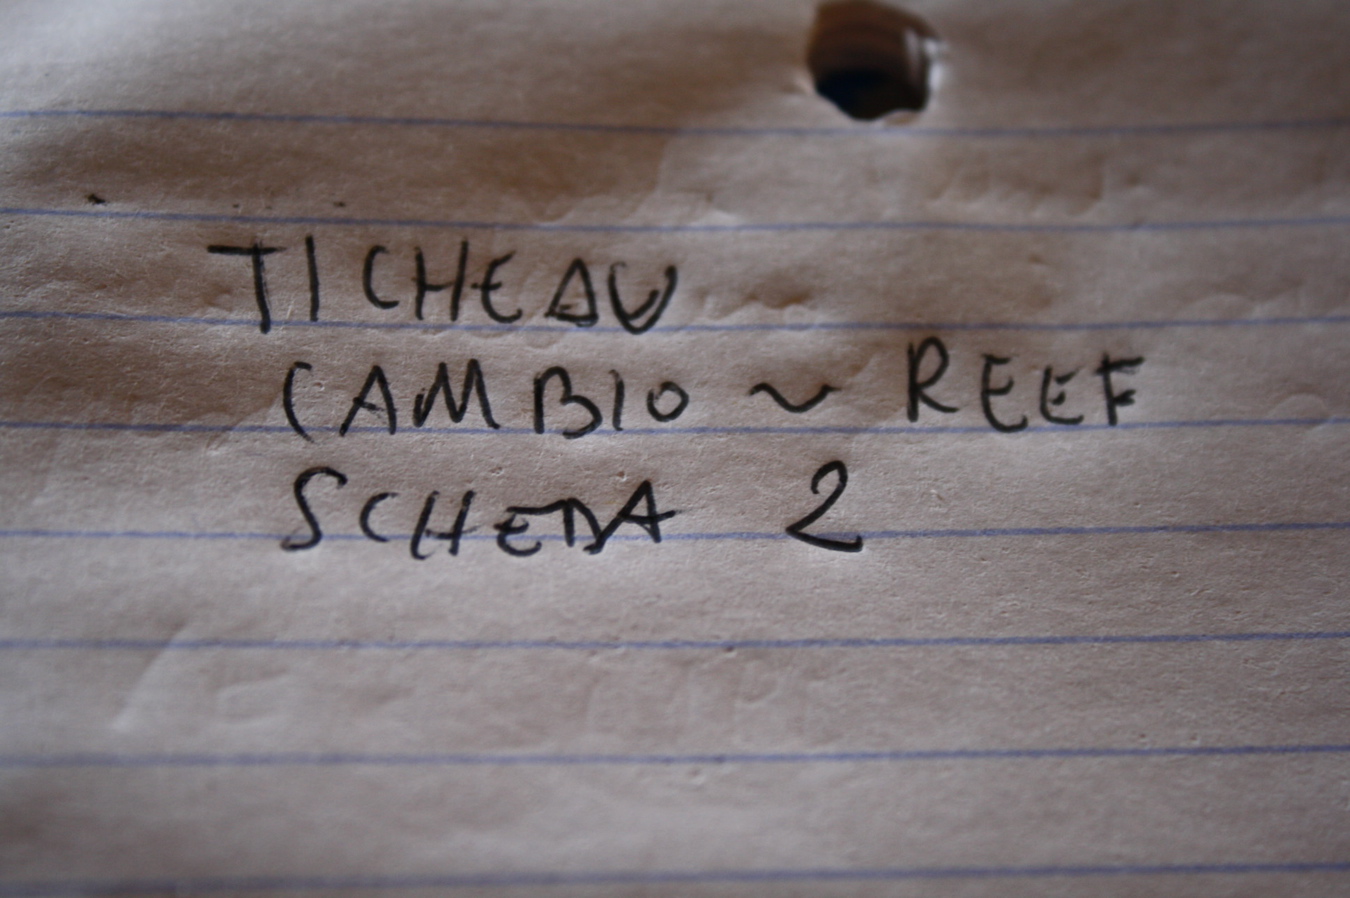 TICHEAU
CAMBIO ~ REEF
SCHEDA 2